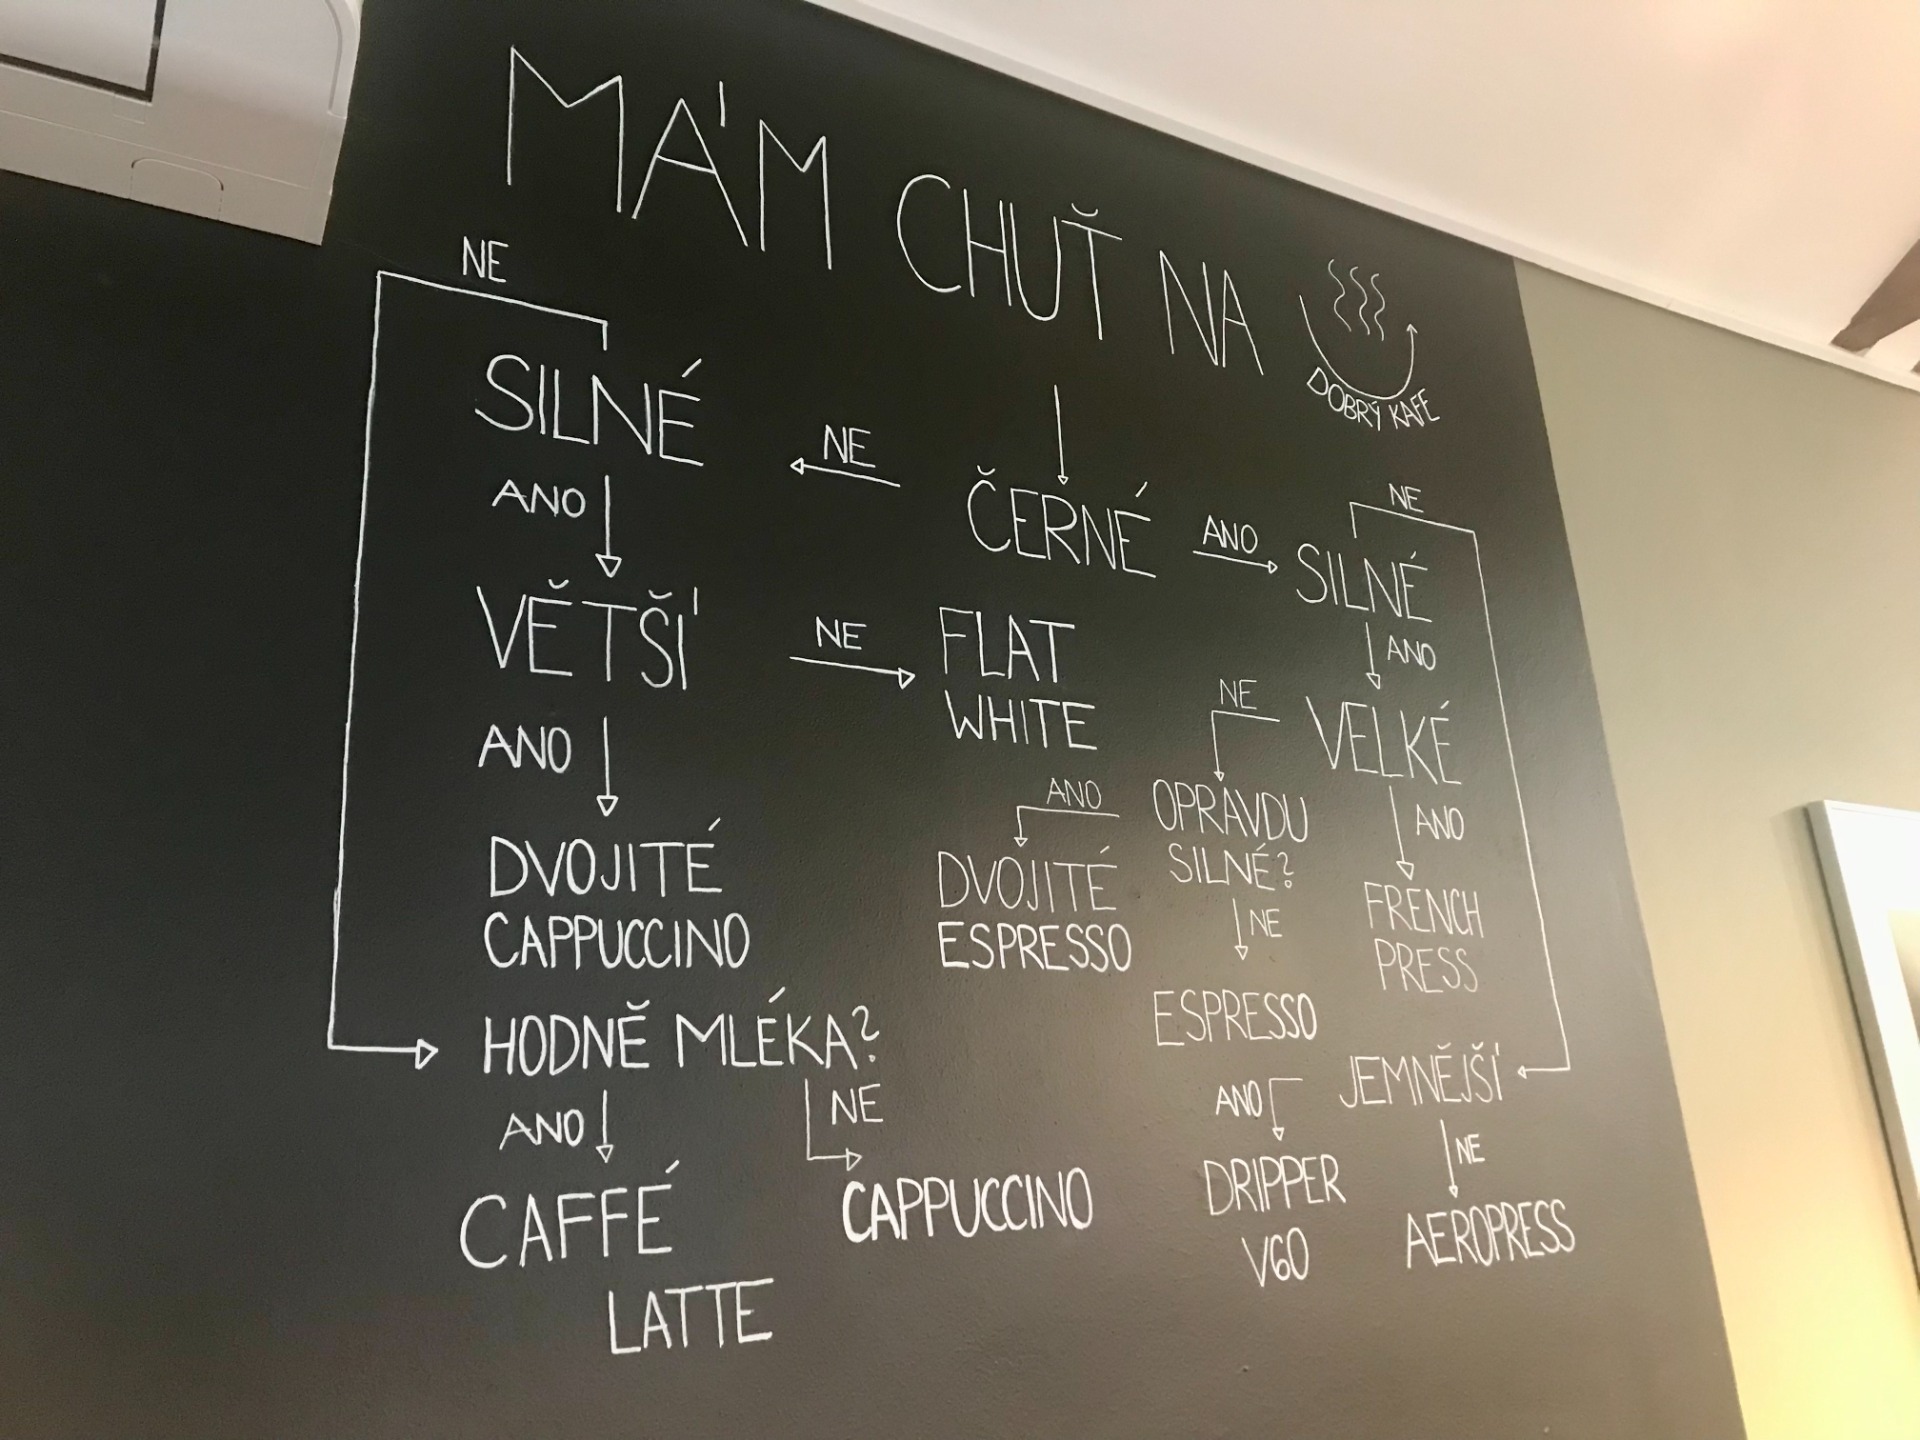 MÁM CHUŤ NA
DOBRÝ KAFE
NE
SILNÉ
NE
ČERNÉ
ANO
NE
SILNÉ
ANO
ANO
VĚTŠÍ
NE
FLAT
WHITE
NE
VELKÉ
ANO
ANO
OPRAVDU
SILNÉ?
ANO
DVOJITÉ
CAPPUCCINO
DVOJITÉ
ESPRESSO
NE
FRENCH
PRESS
ESPRESSO
HODNĚ MLÉKA?
JEMNĚJŠÍ
ANO
NE
ANO
NE
CAFFÉ
LATTE
CAPPUCCINO
DRIPPER
V60
AEROPRESS